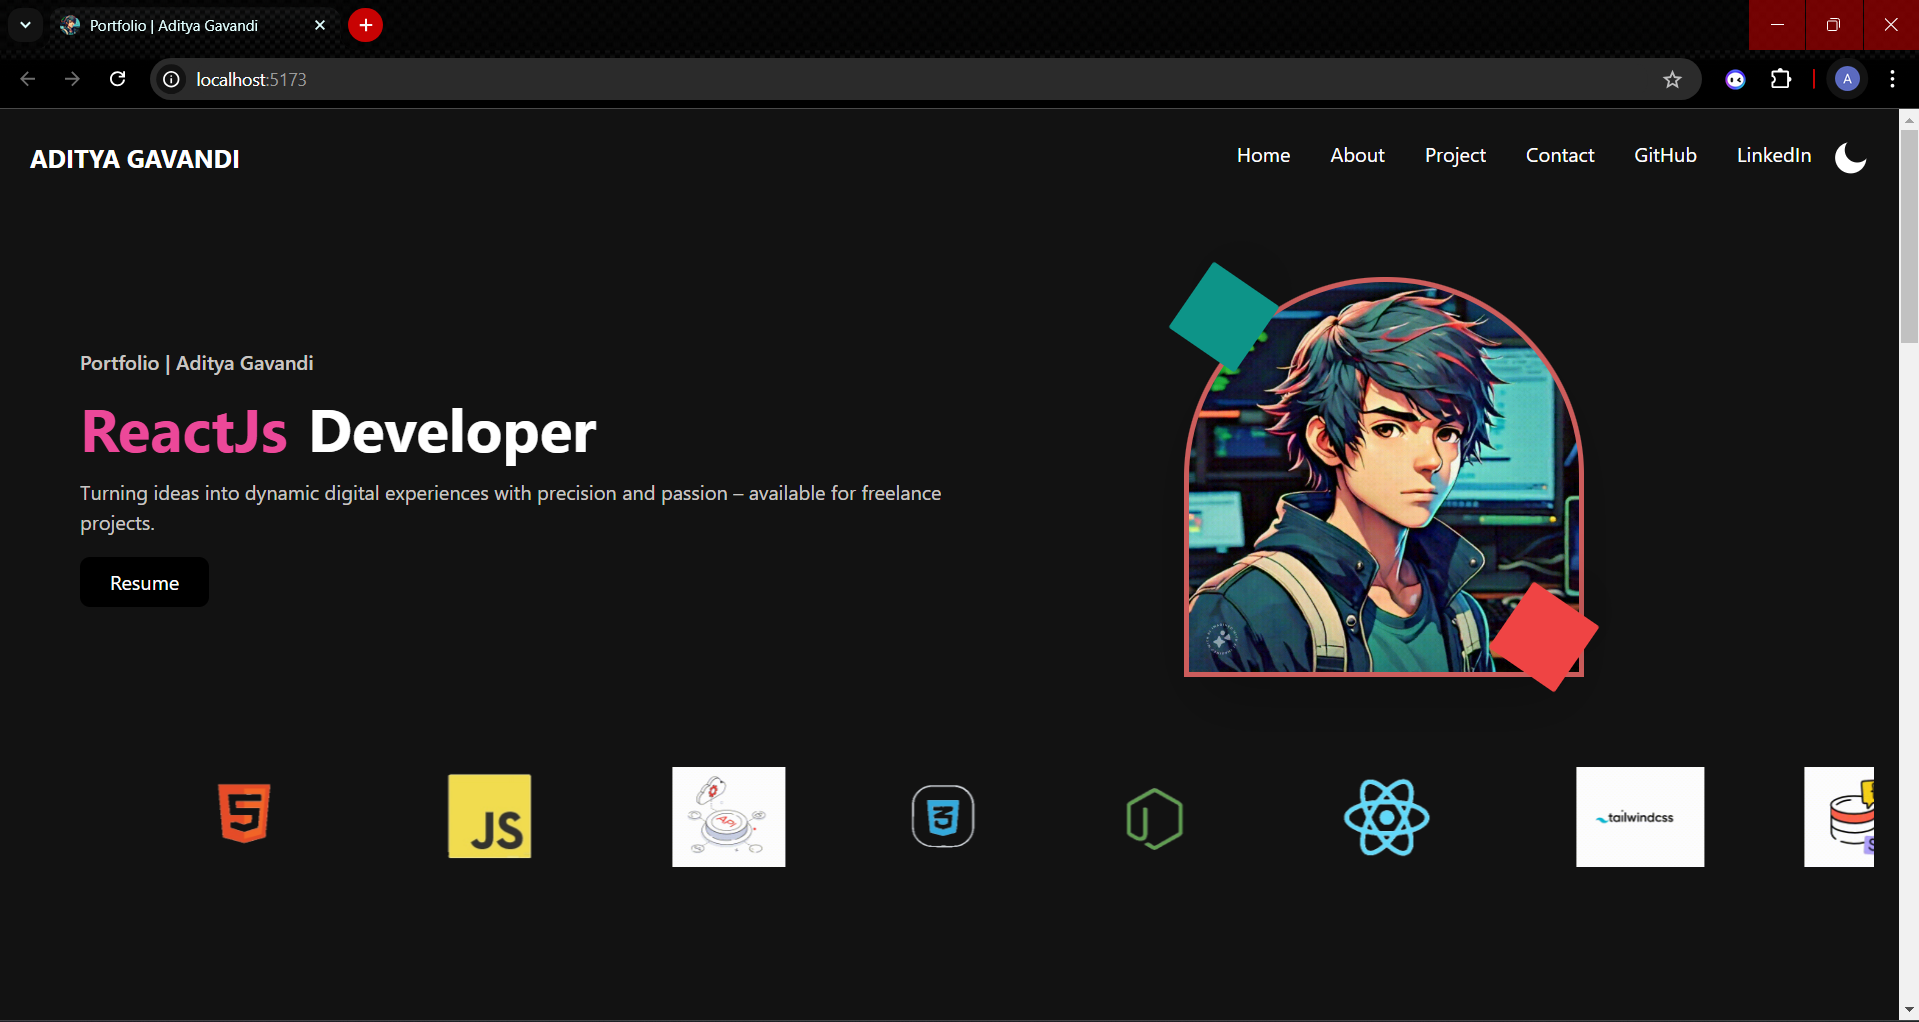 Portfolio | Aditya Gavandi
localhost:5173
A
ADITYA GAVANDI
Home About Project Contact GitHub LinkedIn
Portfolio | Aditya Gavandi
ReactJs Developer
Turning ideas into dynamic digital experiences with precision and passion – available for freelance
projects.
Resume
5
JS
API
3
tailwindcss
S